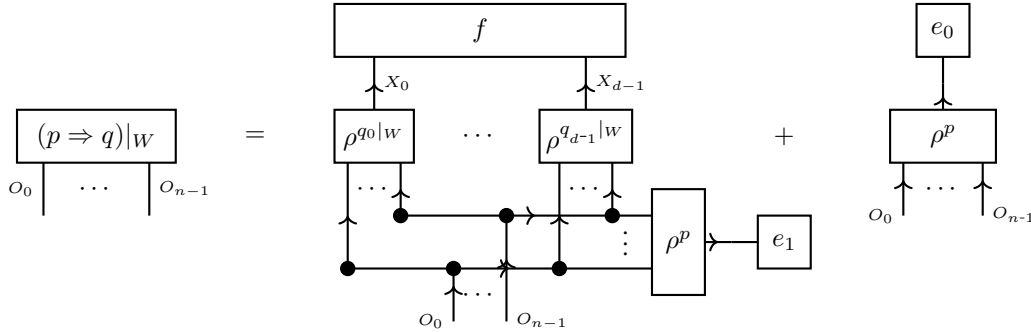 f
e_0
X_0
X_{d-1}
(p ⇒ q)|_W
=
ρ^{q_0|_W}
⋯
ρ^{q_{d-1}|_W}
+
ρ^p
O_0
⋯
O_{n-1}
⋯
⋯
O_0
⋯
O_{n-1}
⋮
ρ^p
e_1
⋯
O_0
O_{n-1}